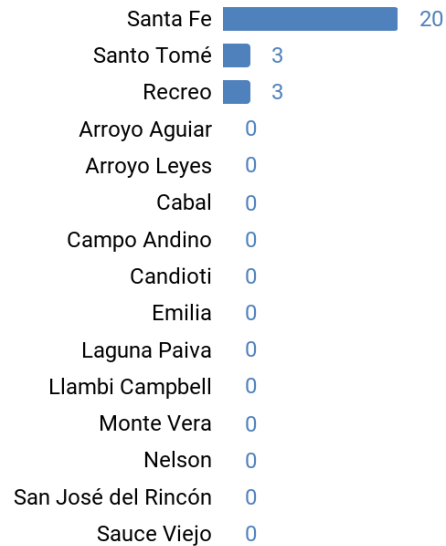 Santa Fe 20
Santo Tomé 3
Recreo 3
Arroyo Aguiar 0
Arroyo Leyes 0
Cabal 0
Campo Andino 0
Candioti 0
Emilia 0
Laguna Paiva 0
Llambi Campbell 0
Monte Vera 0
Nelson 0
San José del Rincón 0
Sauce Viejo 0